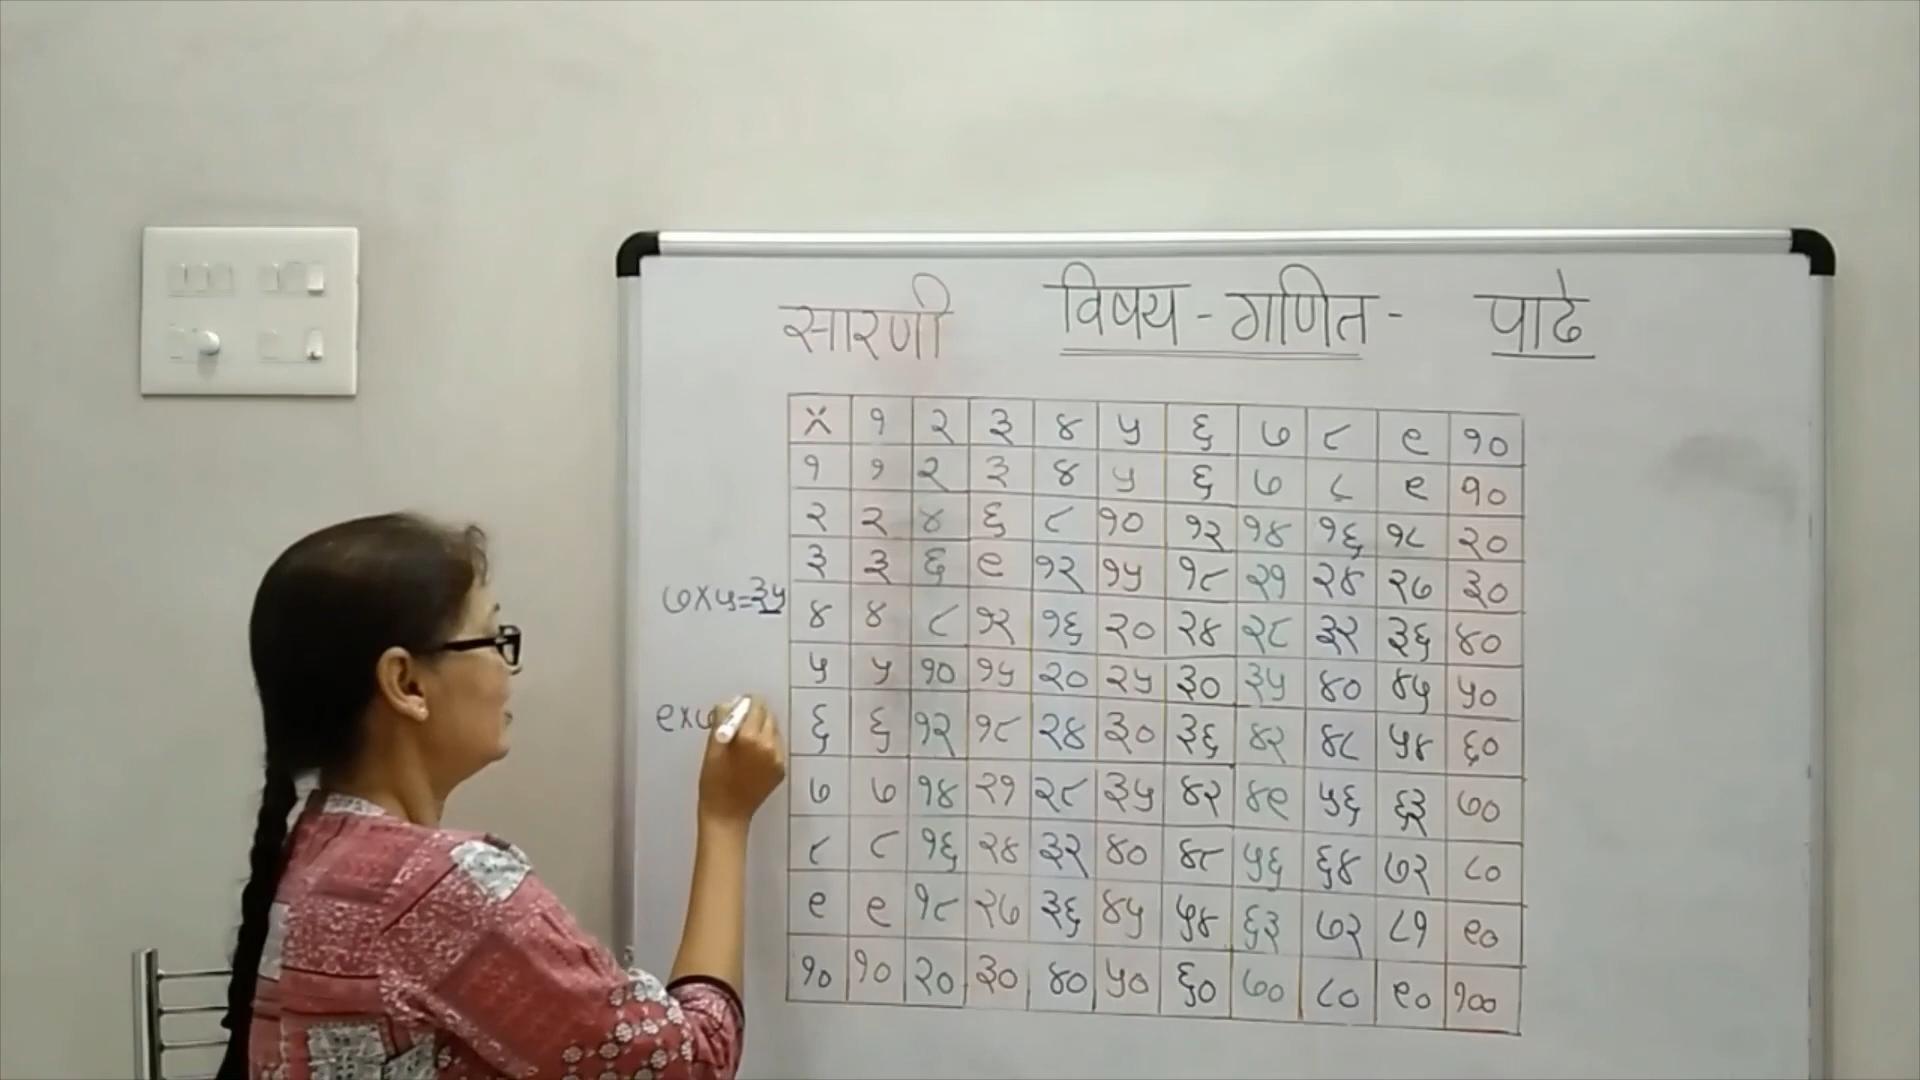 सारणी विषय - गणित - पाढे
X १ २ ३ ४ ५ ६ ७ ८ ९ १०
१ १ २ ३ ४ ५ ६ ७ ८ ९ १०
२ २ ४ ६ ८ १० १२ १४ १६ १८ २०
३ ३ ६ ९ १२ १५ १८ २१ २४ २७ ३०
७x५=३५
४ ४ ८ १२ १६ २० २४ २८ ३२ ३६ ४०
५ ५ १० १५ २० २५ ३० ३५ ४० ४५ ५०
९x
६ ६ १२ १८ २४ ३० ३६ ४२ ४८ ५४ ६०
७ ७ १४ २१ २८ ३५ ४२ ४९ ५६ ६३ ७०
८ ८ १६ २४ ३२ ४० ४८ ५६ ६४ ७२ ८०
९ ९ १८ २७ ३६ ४५ ५४ ६३ ७२ ८१ ९०
१० १० २० ३० ४० ५० ६० ७० ८० ९० १००